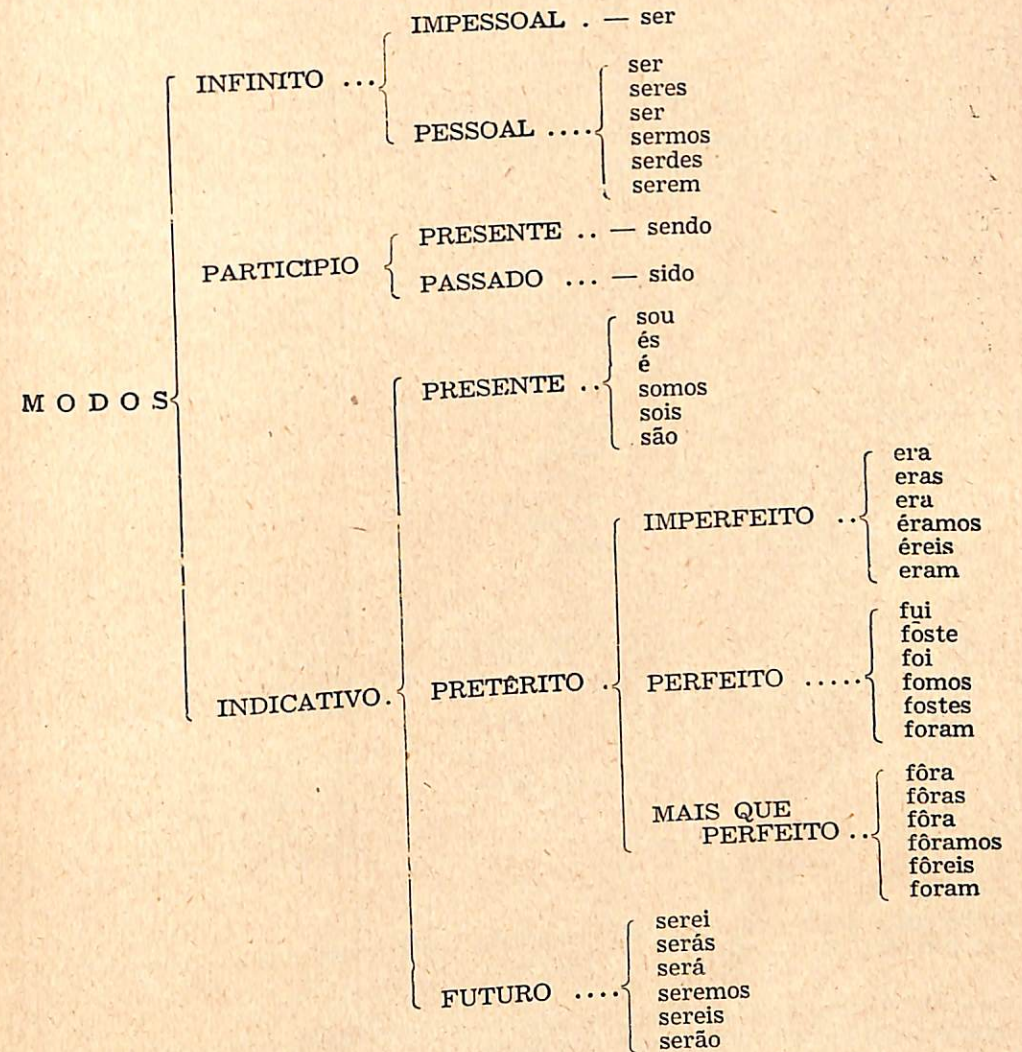 IMPESSOAL . — ser
INFINITO ...
PESSOAL ....
ser
seres
ser
sermos
serdes
serem
PARTICÍPIO
PRESENTE .. — sendo
PASSADO ... — sido
MODOS
INDICATIVO .
PRESENTE ..
sou
és
é
somos
sois
são
PRETÉRITO .
IMPERFEITO ..
era
eras
era
éramos
éreis
eram
PERFEITO .....
fui
foste
foi
fomos
fostes
foram
MAIS QUE
PERFEITO ..
fôra
fôras
fôra
fôramos
fôreis
foram
FUTURO ....
serei
serás
será
seremos
sereis
serão